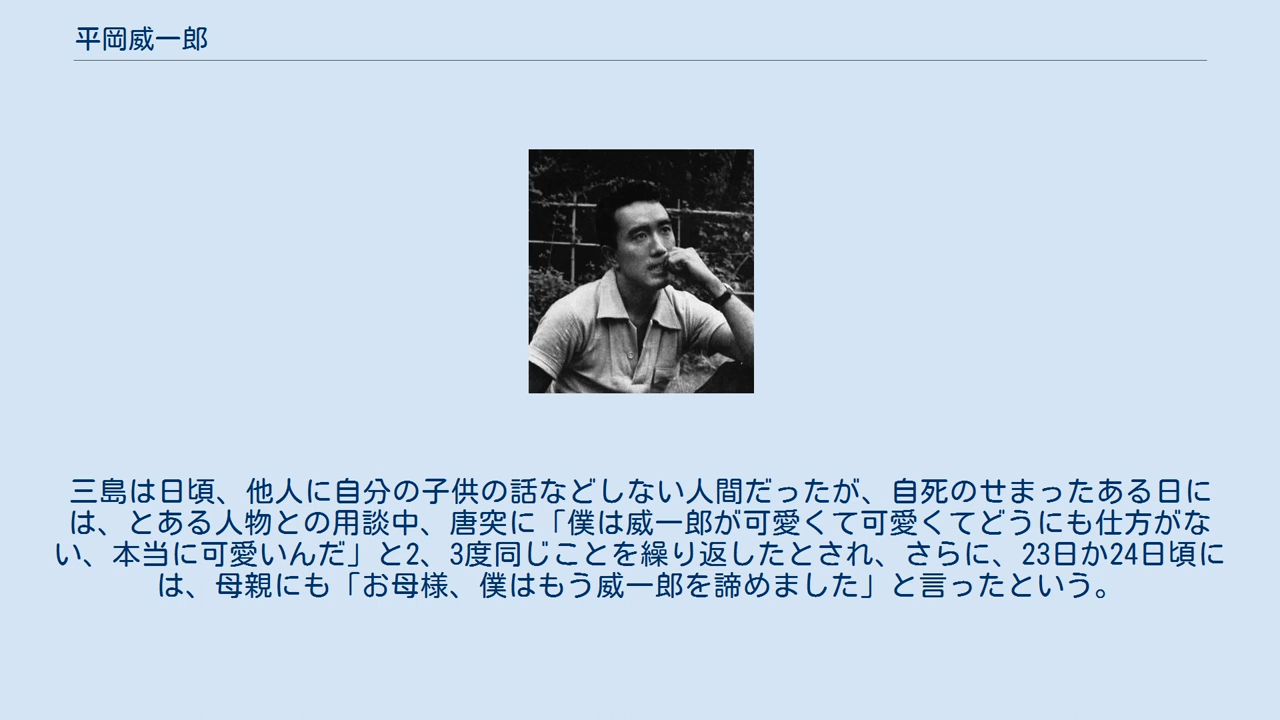 平岡威一郎
三島は日頃、他人に自分の子供の話などしない人間だったが、自死のせまったある日に
は、とある人物との用談中、唐突に「僕は威一郎が可愛くて可愛くてどうにも仕方がな
い、本当に可愛いんだ」と2、3度同じことを繰り返したとされ、さらに、23日か24日頃に
は、母親にも「お母様、僕はもう威一郎を諦めました」と言ったという。